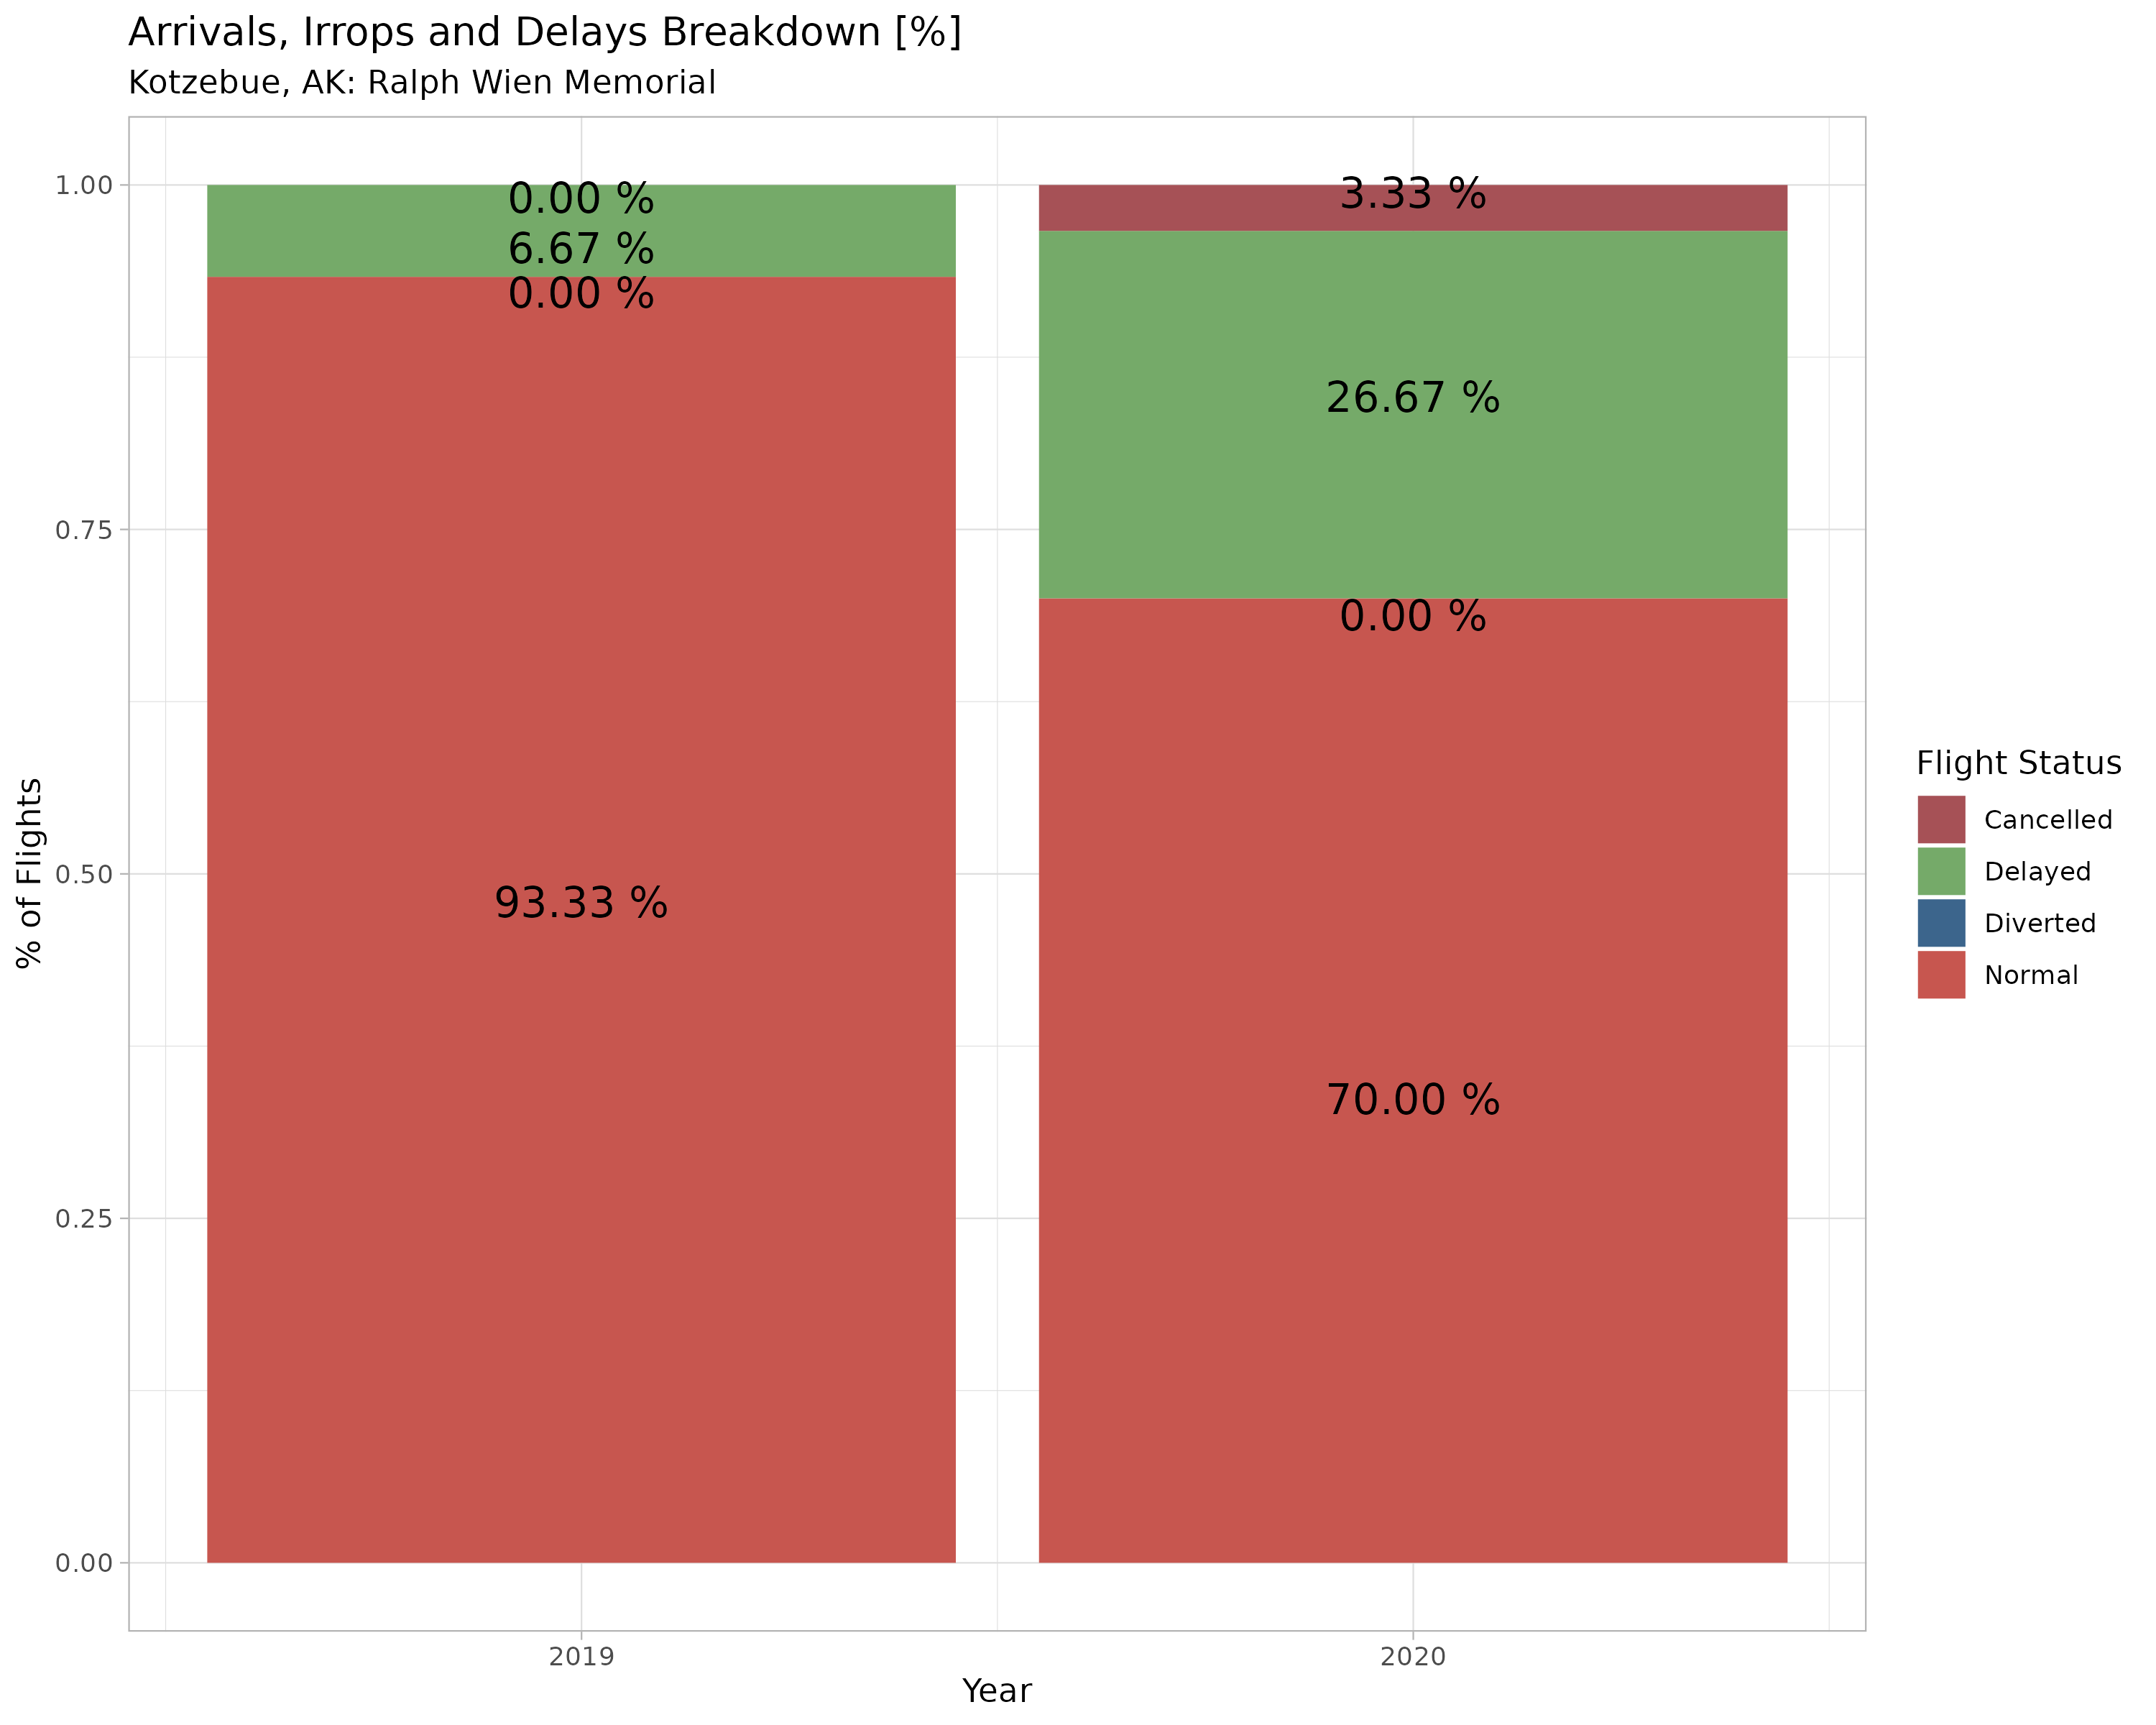 Arrivals, Irrops and Delays Breakdown [%]
Kotzebue, AK: Ralph Wien Memorial
% of Flights
1.00
0.75
0.50
0.25
0.00
0.00 %
6.67 %
0.00 %
93.33 %
3.33 %
26.67 %
0.00 %
70.00 %
2019
2020
Year
Flight Status
Cancelled
Delayed
Diverted
Normal